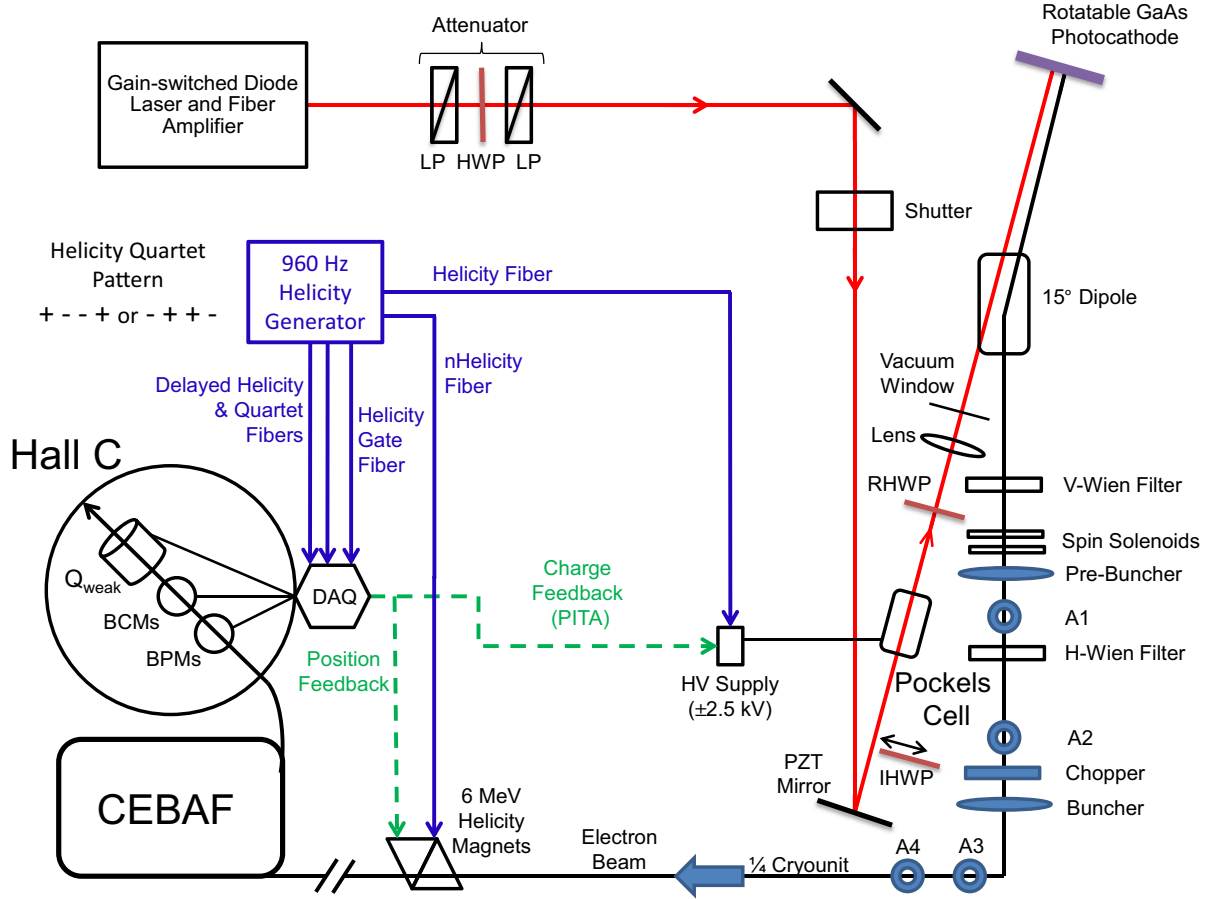 Rotatable GaAs
Photocathode
Attenuator
Gain-switched Diode
Laser and Fiber
Amplifier
LP
HWP
LP
Shutter
Helicity Quartet
Pattern
+ - - + or - + + -
960 Hz
Helicity
Generator
Helicity Fiber
15° Dipole
nHelicity
Fiber
Delayed Helicity
& Quartet
Fibers
Helicity
Gate
Fiber
Vacuum
Window
Lens
Hall C
RHWP
V-Wien Filter
Spin Solenoids
Pre-Buncher
Qweak
DAQ
Charge
Feedback
(PITA)
BCMs
A1
BPMs
Position
Feedback
H-Wien Filter
HV Supply
(±2.5 kV)
Pockels
Cell
A2
PZT
Mirror
IHWP
Chopper
CEBAF
6 MeV
Helicity
Magnets
Buncher
Electron
Beam
¼ Cryounit
A4
A3